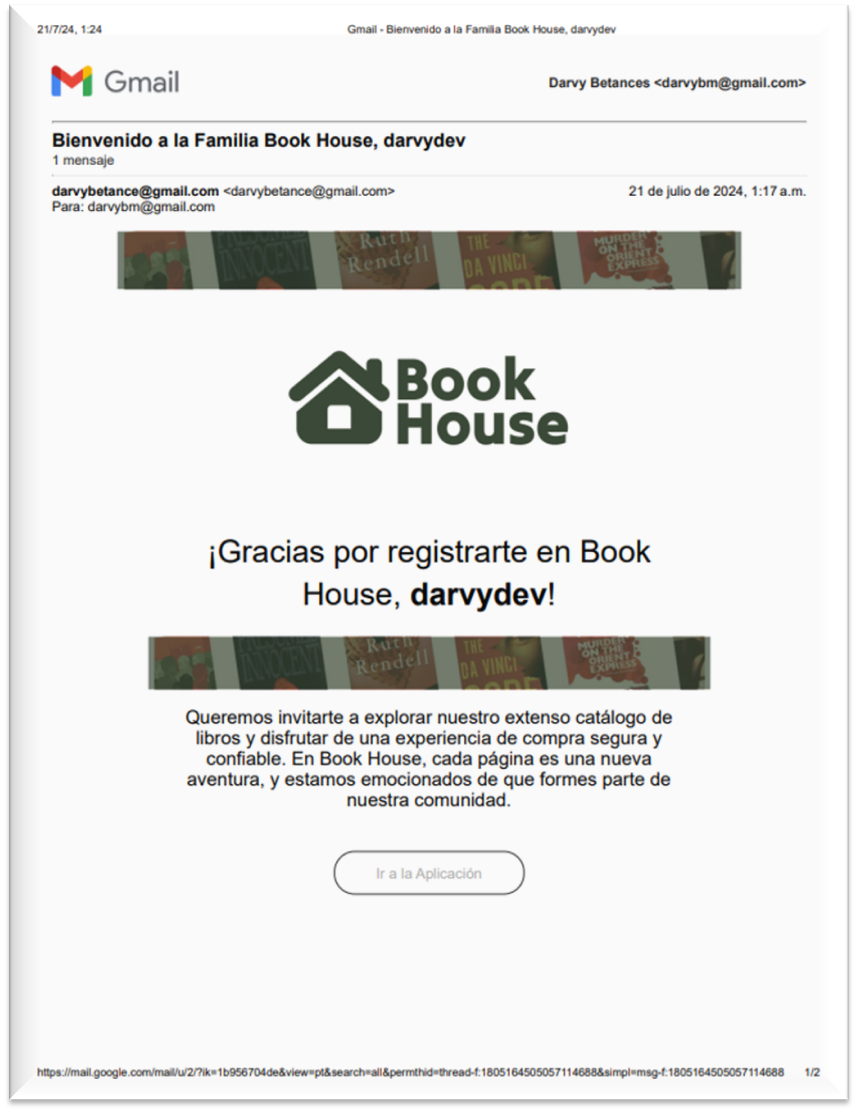 21/7/24, 1:24 Gmail - Bienvenido a la Familia Book House, darvydev
Gmail Darvy Betances <darvybm@gmail.com>
Bienvenido a la Familia Book House, darvydev
1 mensaje
darvybetance@gmail.com <darvybetance@gmail.com> 21 de julio de 2024, 1:17 a.m.
Para: darvybm@gmail.com
INNOCENT
Ruth
Rendell
THE
DA VINCI
CODE
MURDER
ON THE
ORIENT
EXPRESS
Book
House
¡Gracias por registrarte en Book
House, darvydev!
INNOCENT
Ruth
Rendell
THE
DA VINCI
CODE
MURDER
ON THE
ORIENT
EXPRESS
Queremos invitarte a explorar nuestro extenso catálogo de
libros y disfrutar de una experiencia de compra segura y
confiable. En Book House, cada página es una nueva
aventura, y estamos emocionados de que formes parte de
nuestra comunidad.
Ir a la Aplicación
https://mail.google.com/mail/u/2/?ik=1b956704de&view=pt&search=all&permthid=thread-f:1805164505057114688&simpl=msg-f:1805164505057114688 1/2